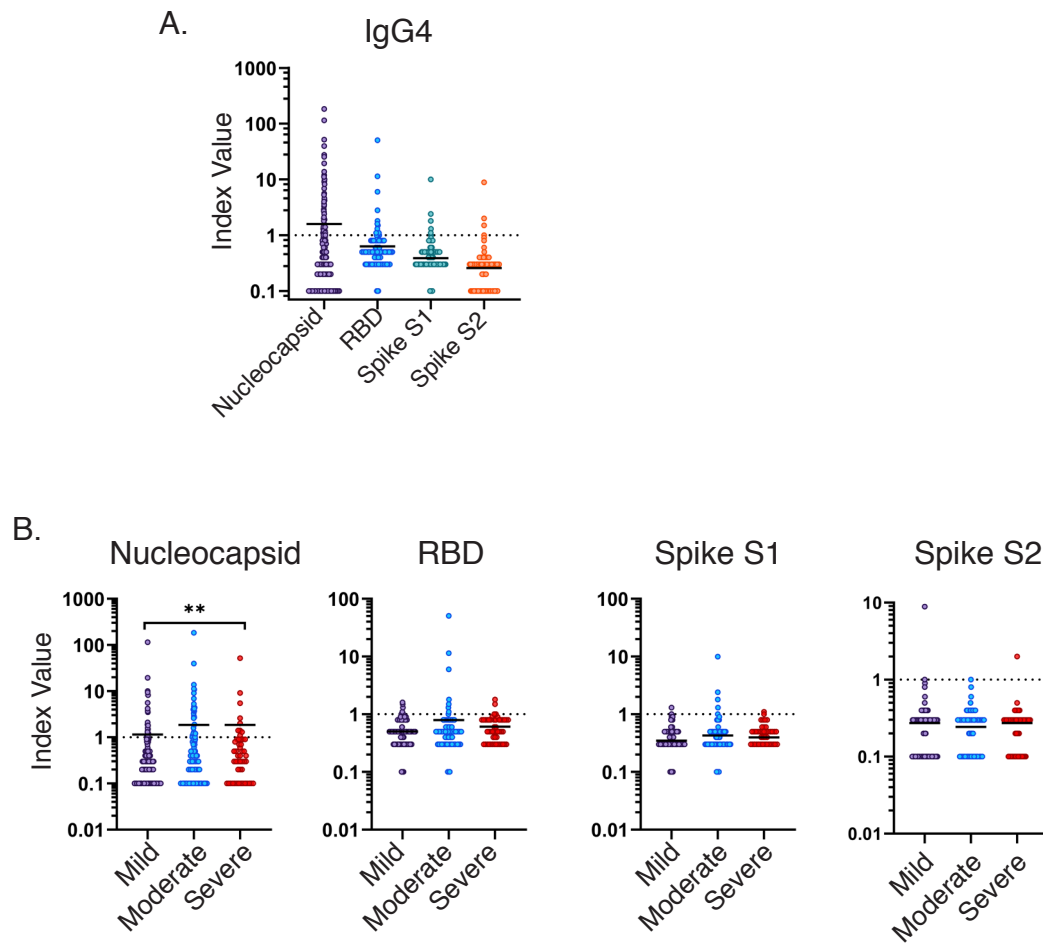 A.
IgG4
Index Value
1000
100
10
1
0.1
Nucleocapsid
RBD
Spike S1
Spike S2
B.
Nucleocapsid
RBD
Spike S1
Spike S2
Index Value
1000
100
10
1
0.1
0.01
**
Mild
Moderate
Severe
100
10
1
0.1
0.01
Mild
Moderate
Severe
100
10
1
0.1
0.01
Mild
Moderate
Severe
10
1
0.1
0.01
Mild
Moderate
Severe